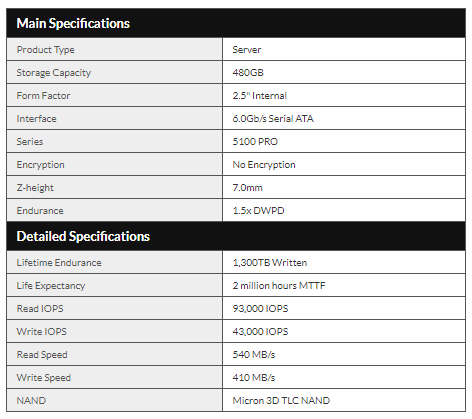 Main Specifications
Product Type Server
Storage Capacity 480GB
Form Factor 2.5" Internal
Interface 6.0Gb/s Serial ATA
Series 5100 PRO
Encryption No Encryption
Z-height 7.0mm
Endurance 1.5x DWPD
Detailed Specifications
Lifetime Endurance 1,300TB Written
Life Expectancy 2 million hours MTTF
Read IOPS 93,000 IOPS
Write IOPS 43,000 IOPS
Read Speed 540 MB/s
Write Speed 410 MB/s
NAND Micron 3D TLC NAND